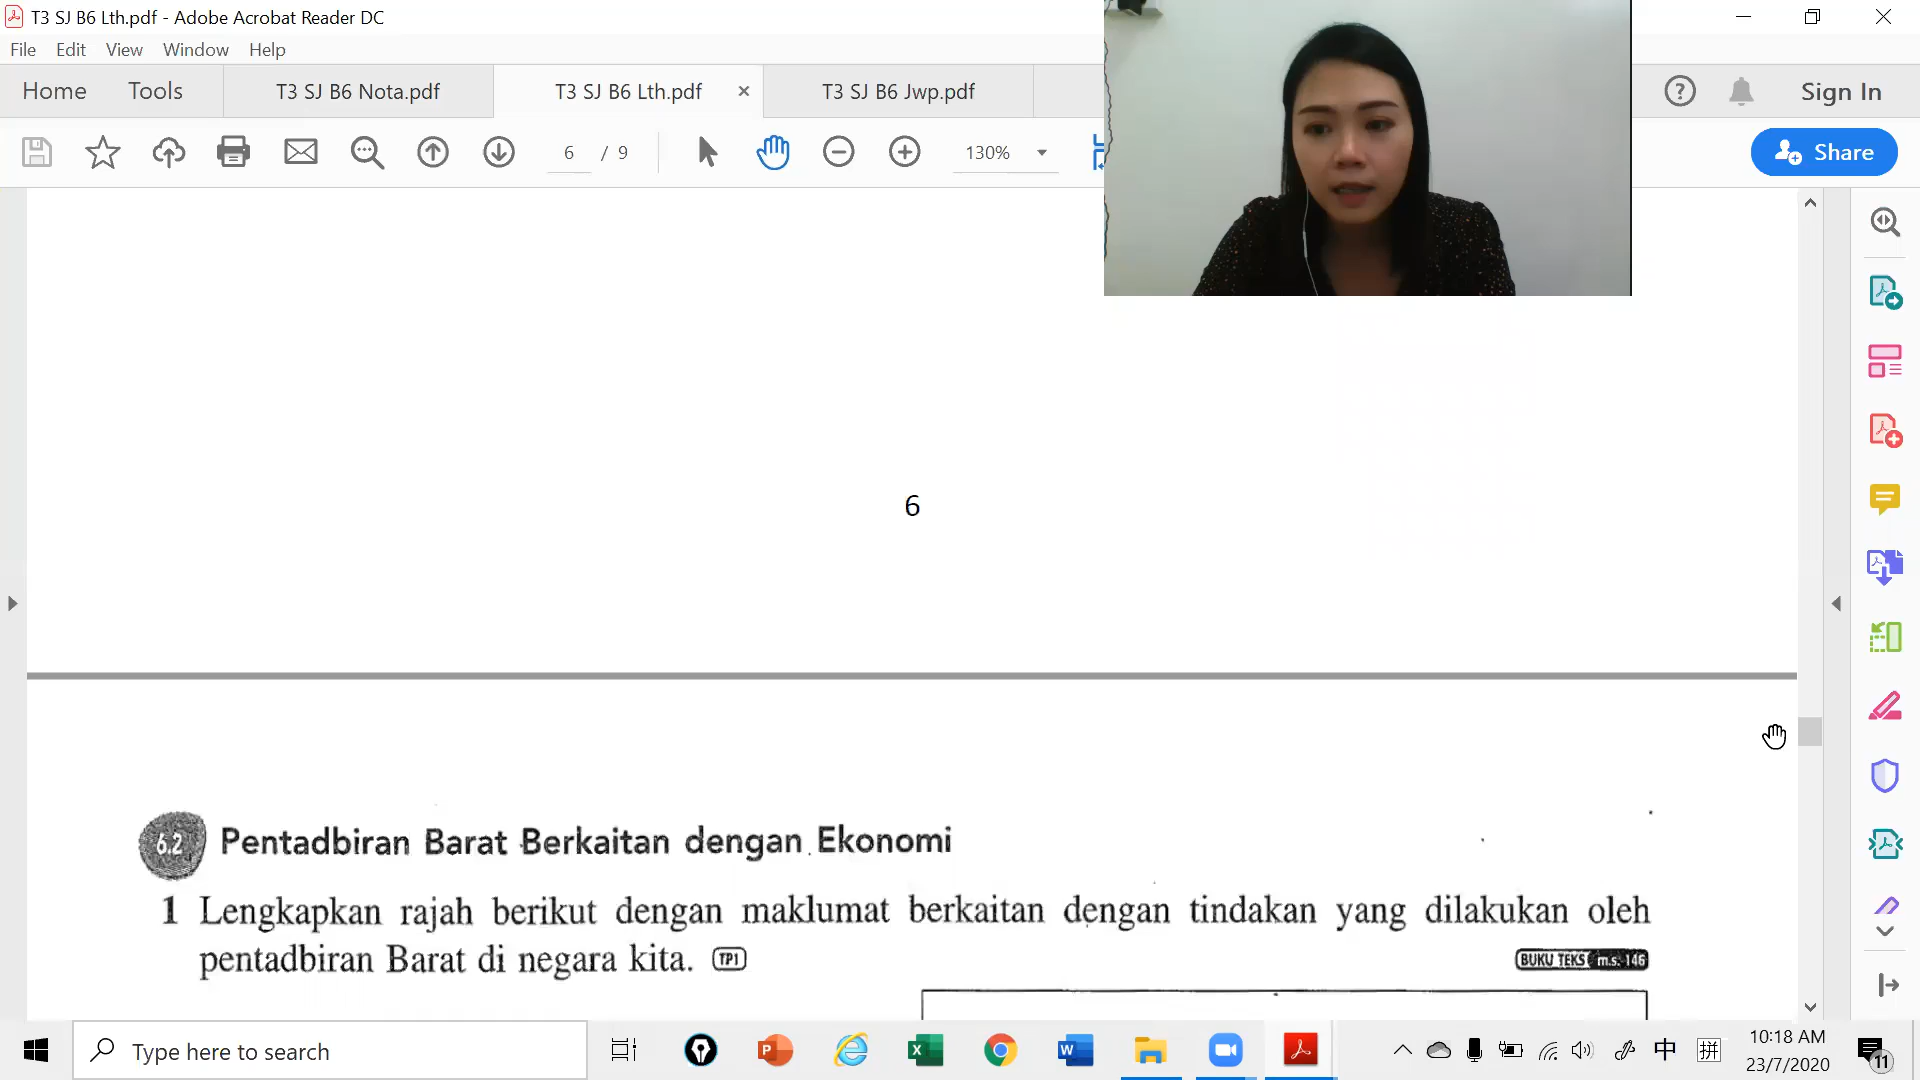 T3 SJ B6 Lth.pdf - Adobe Acrobat Reader DC
File Edit View Window Help
Home Tools T3 SJ B6 Nota.pdf T3 SJ B6 Lth.pdf × T3 SJ B6 Jwp.pdf ? Sign In
6 / 9 130% Share
6
6.2 Pentadbiran Barat Berkaitan dengan Ekonomi
1 Lengkapkan rajah berikut dengan maklumat berkaitan dengan tindakan yang dilakukan oleh
pentadbiran Barat di negara kita. TP1
BUKU TEKS m.s. 146
Type here to search
中 拼 10:18 AM
23/7/2020
11